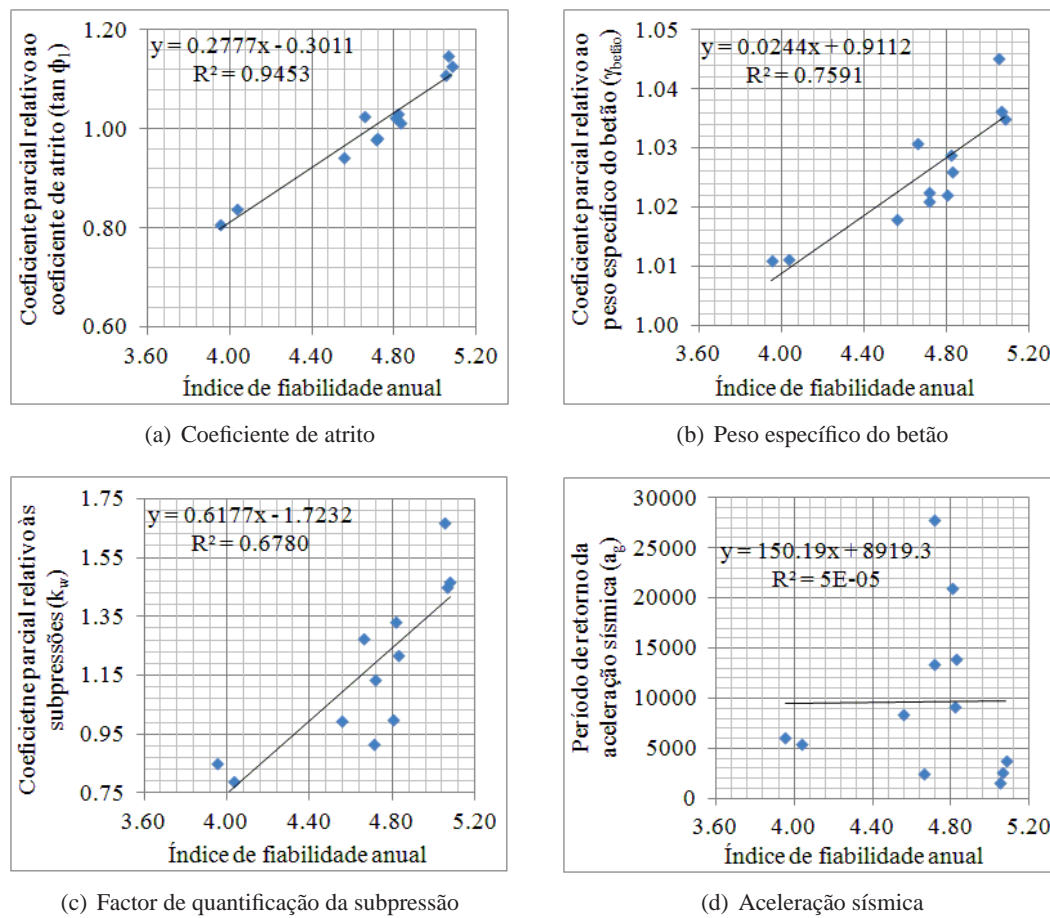 Coeficiente parcial relativo ao
coeficiente de atrito (tan ϕ₁)
1.20
1.00
0.80
0.60
y = 0.2777x - 0.3011
R² = 0.9453
3.60 4.00 4.40 4.80 5.20
Índice de fiabilidade anual
(a) Coeficiente de atrito
Coeficiente parcial relativo ao
peso específico do betão (γbetão)
1.05
1.04
1.03
1.02
1.01
1.00
y = 0.0244x + 0.9112
R² = 0.7591
3.60 4.00 4.40 4.80 5.20
Índice de fiabilidade anual
(b) Peso específico do betão
Coeficietne parcial relativo às
subpressões (kw)
1.75
1.55
1.35
1.15
0.95
0.75
y = 0.6177x - 1.7232
R² = 0.6780
3.60 4.00 4.40 4.80 5.20
Índice de fiabilidade anual
(c) Factor de quantificação da subpressão
Período de retorno da
aceleração sísmica (ag)
30000
25000
20000
15000
10000
5000
0
y = 150.19x + 8919.3
R² = 5E-05
3.60 4.00 4.40 4.80 5.20
Índice de fiabilidade anual
(d) Aceleração sísmica